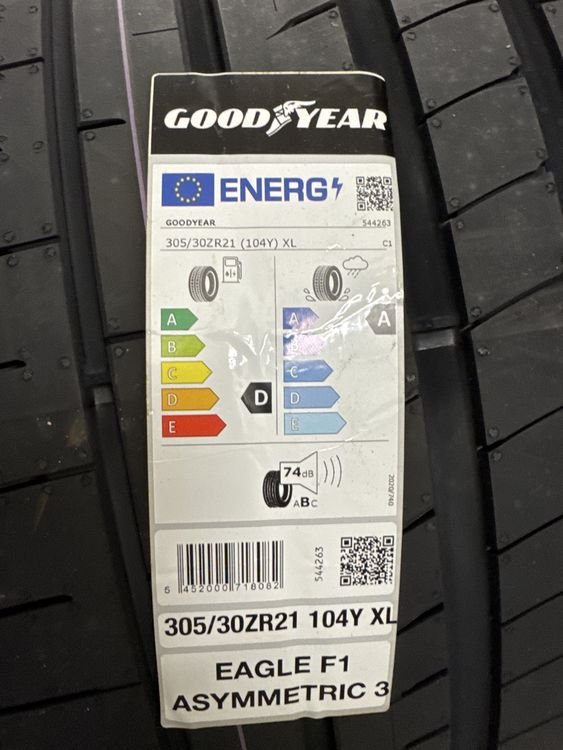 GOODYEAR
ENERG
GOODYEAR 544263
305/30ZR21 (104Y) XL C1
A A A
B
C C
D D D
E E
74dB
ABC
2020/740
5 452000 718082
544263
305/30ZR21 104Y XL
EAGLE F1
ASYMMETRIC 3